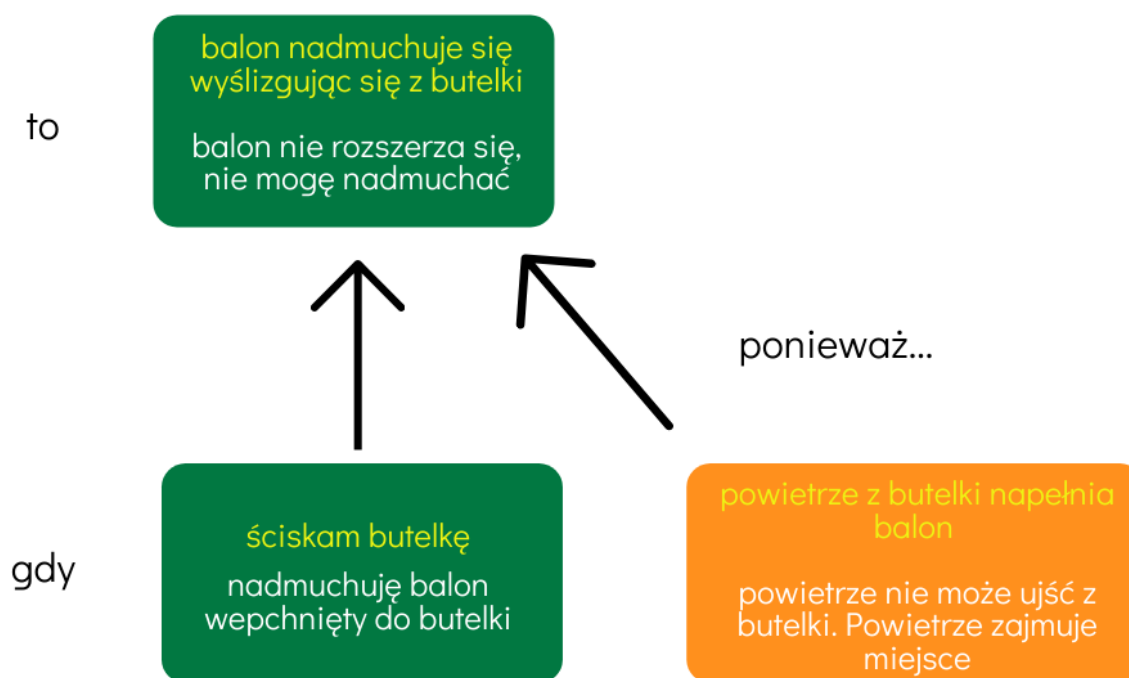 balon nadmuchuje się
wyślizgując się z butelki
to
balon nie rozszerza się,
nie mogę nadmuchać
ponieważ...
ściskam butelkę
gdy
nadmuchuję balon
wepchnięty do butelki
powietrze z butelki napełnia
balon
powietrze nie może ujść z
butelki. Powietrze zajmuje
miejsce